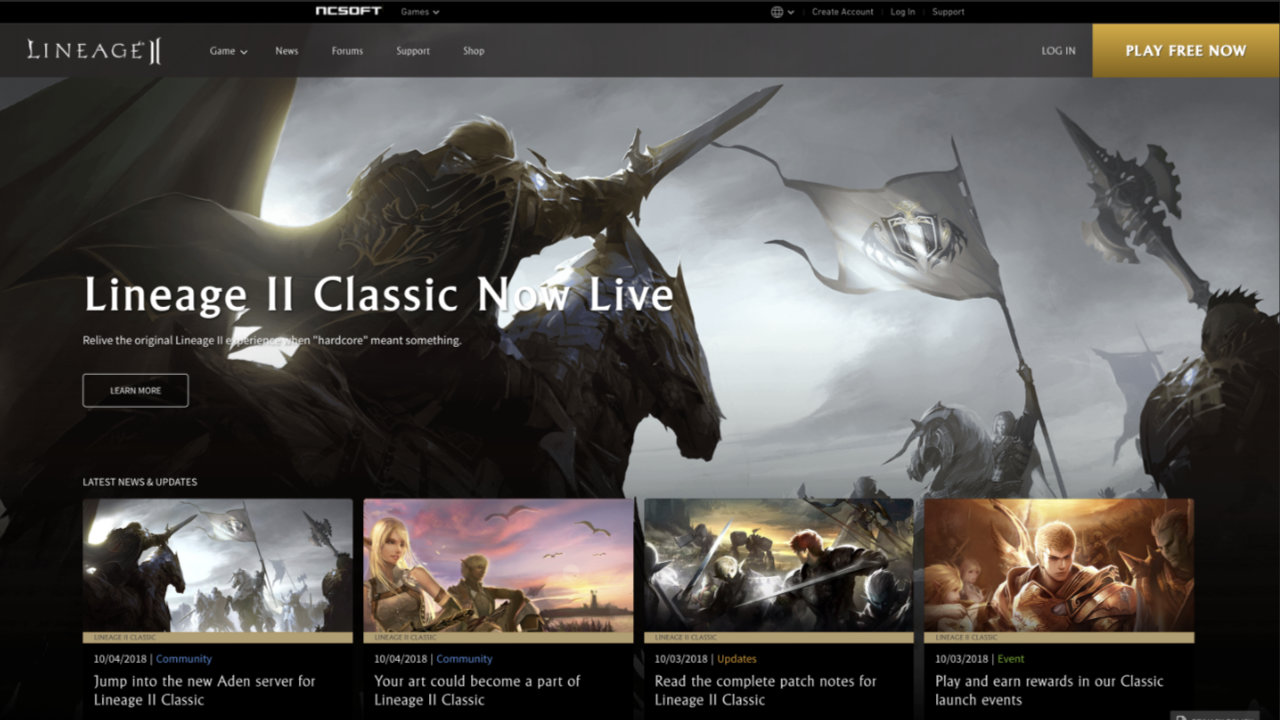 NCSOFT Games Create Account Log In Support
LINEAGE II Game News Forums Support Shop LOG IN PLAY FREE NOW
Lineage II Classic Now Live
Relive the original Lineage II experience when "hardcore" meant something.
LEARN MORE
LATEST NEWS & UPDATES
LINEAGE II CLASSIC
10/04/2018 | Community
Jump into the new Aden server for
Lineage II Classic
LINEAGE II CLASSIC
10/04/2018 | Community
Your art could become a part of
Lineage II Classic
LINEAGE II CLASSIC
10/03/2018 | Updates
Read the complete patch notes for
Lineage II Classic
LINEAGE II CLASSIC
10/03/2018 | Event
Play and earn rewards in our Classic
launch events